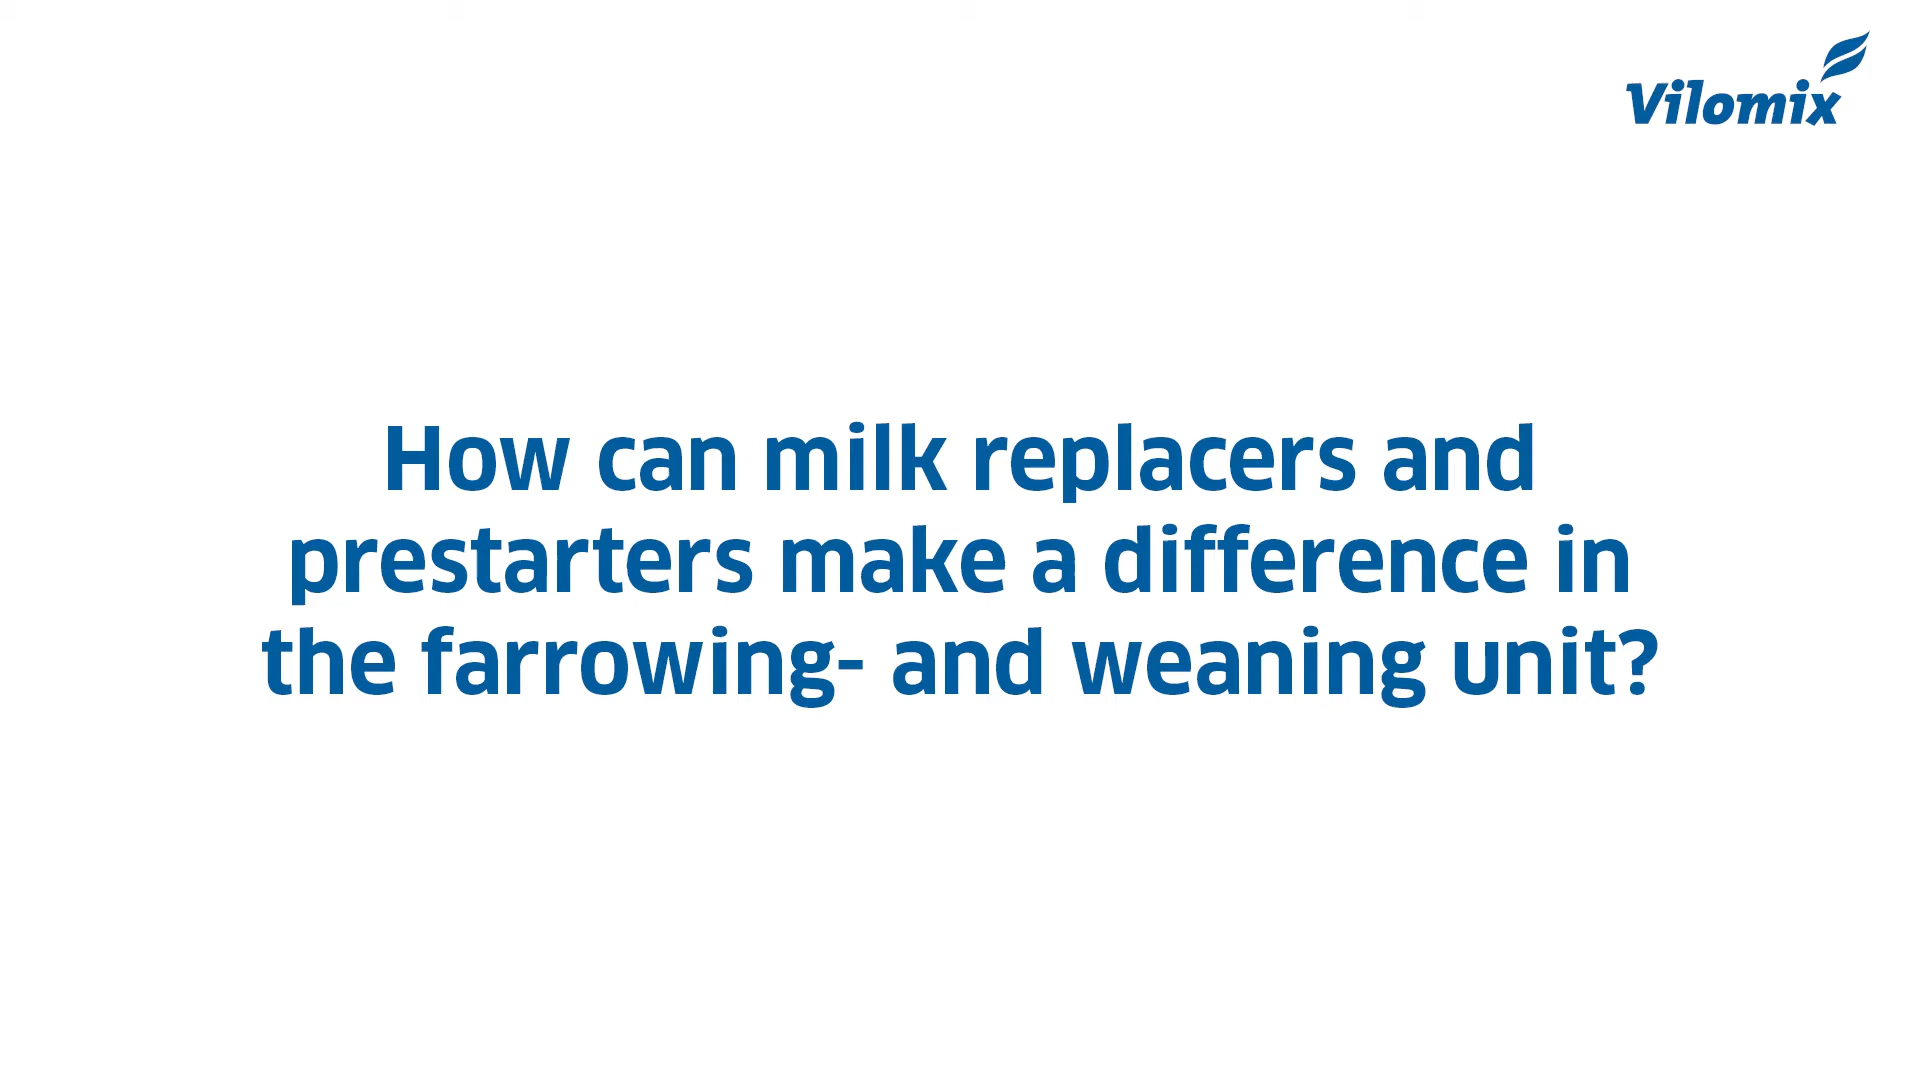 Vilomix
How can milk replacers and
prestarters make a difference in
the farrowing- and weaning unit?